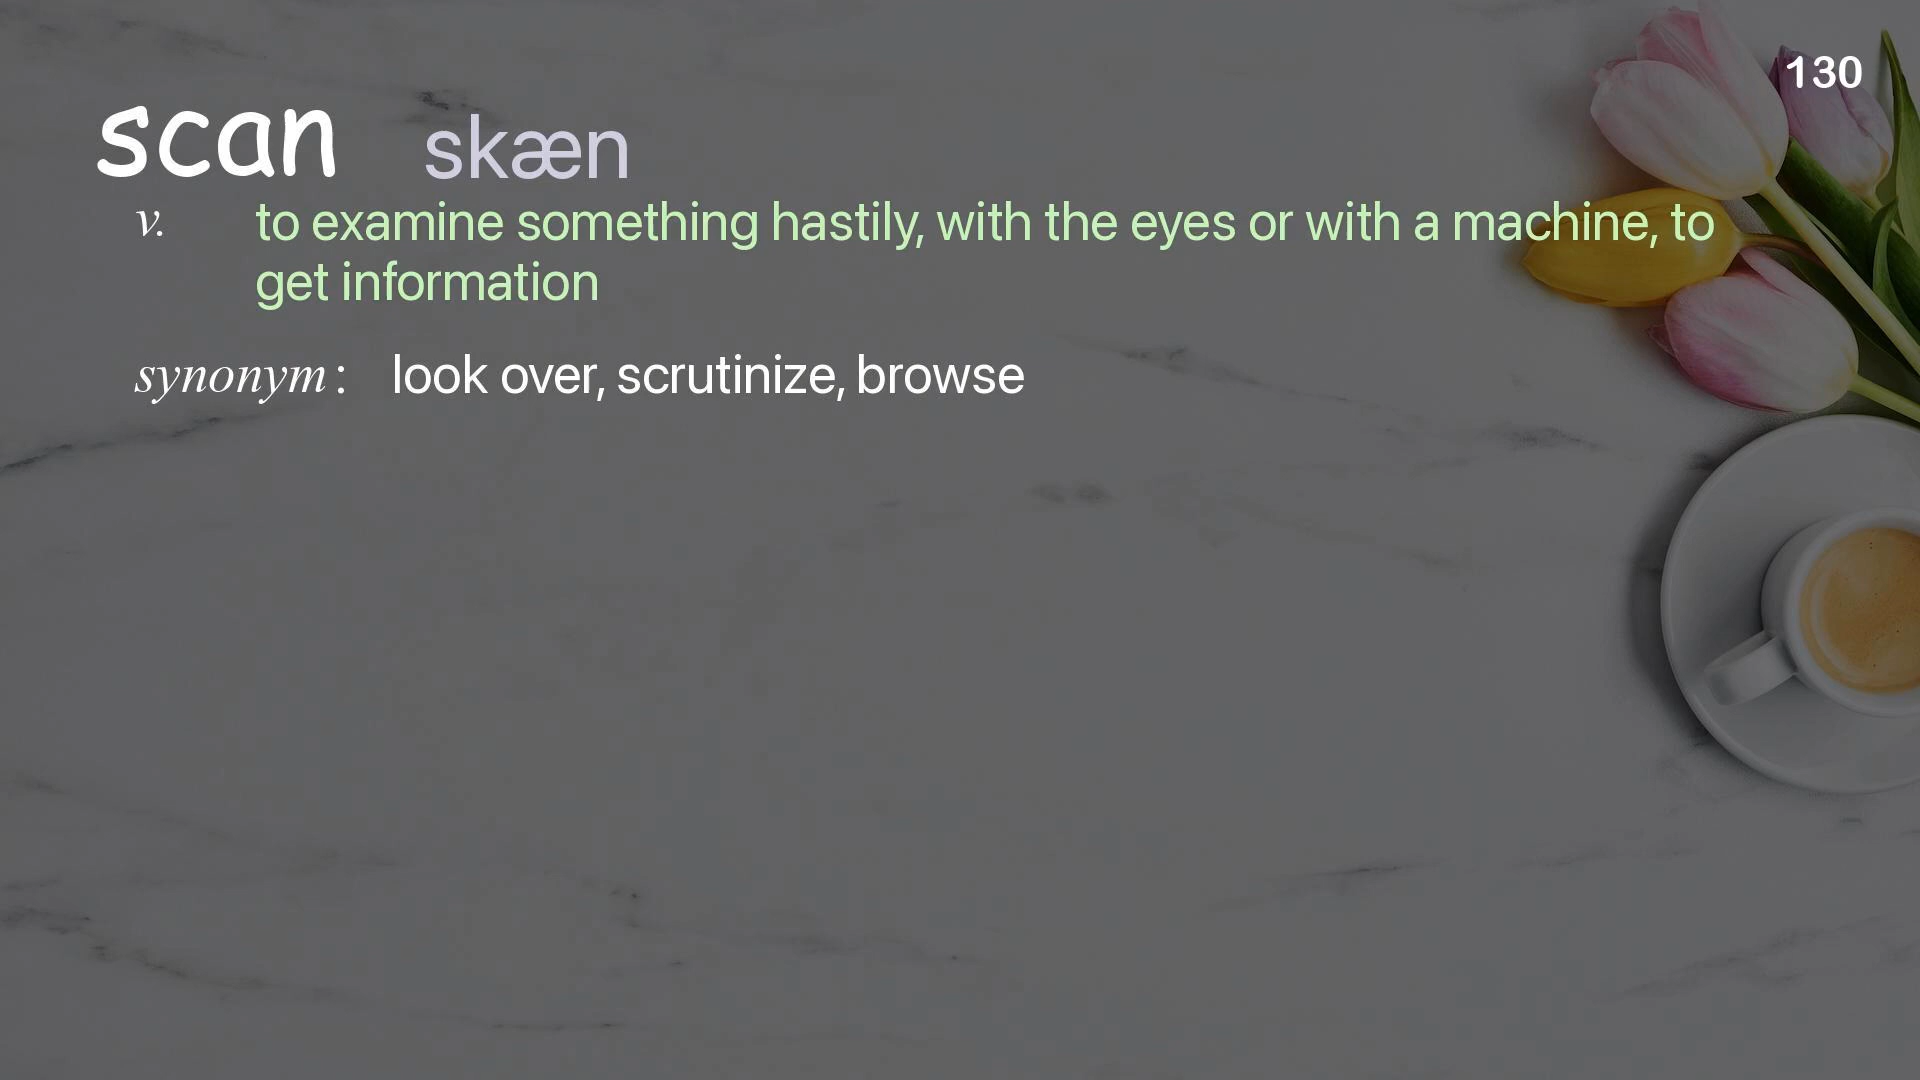 130
scan skæn
v. to examine something hastily, with the eyes or with a machine, to
get information
synonym : look over, scrutinize, browse